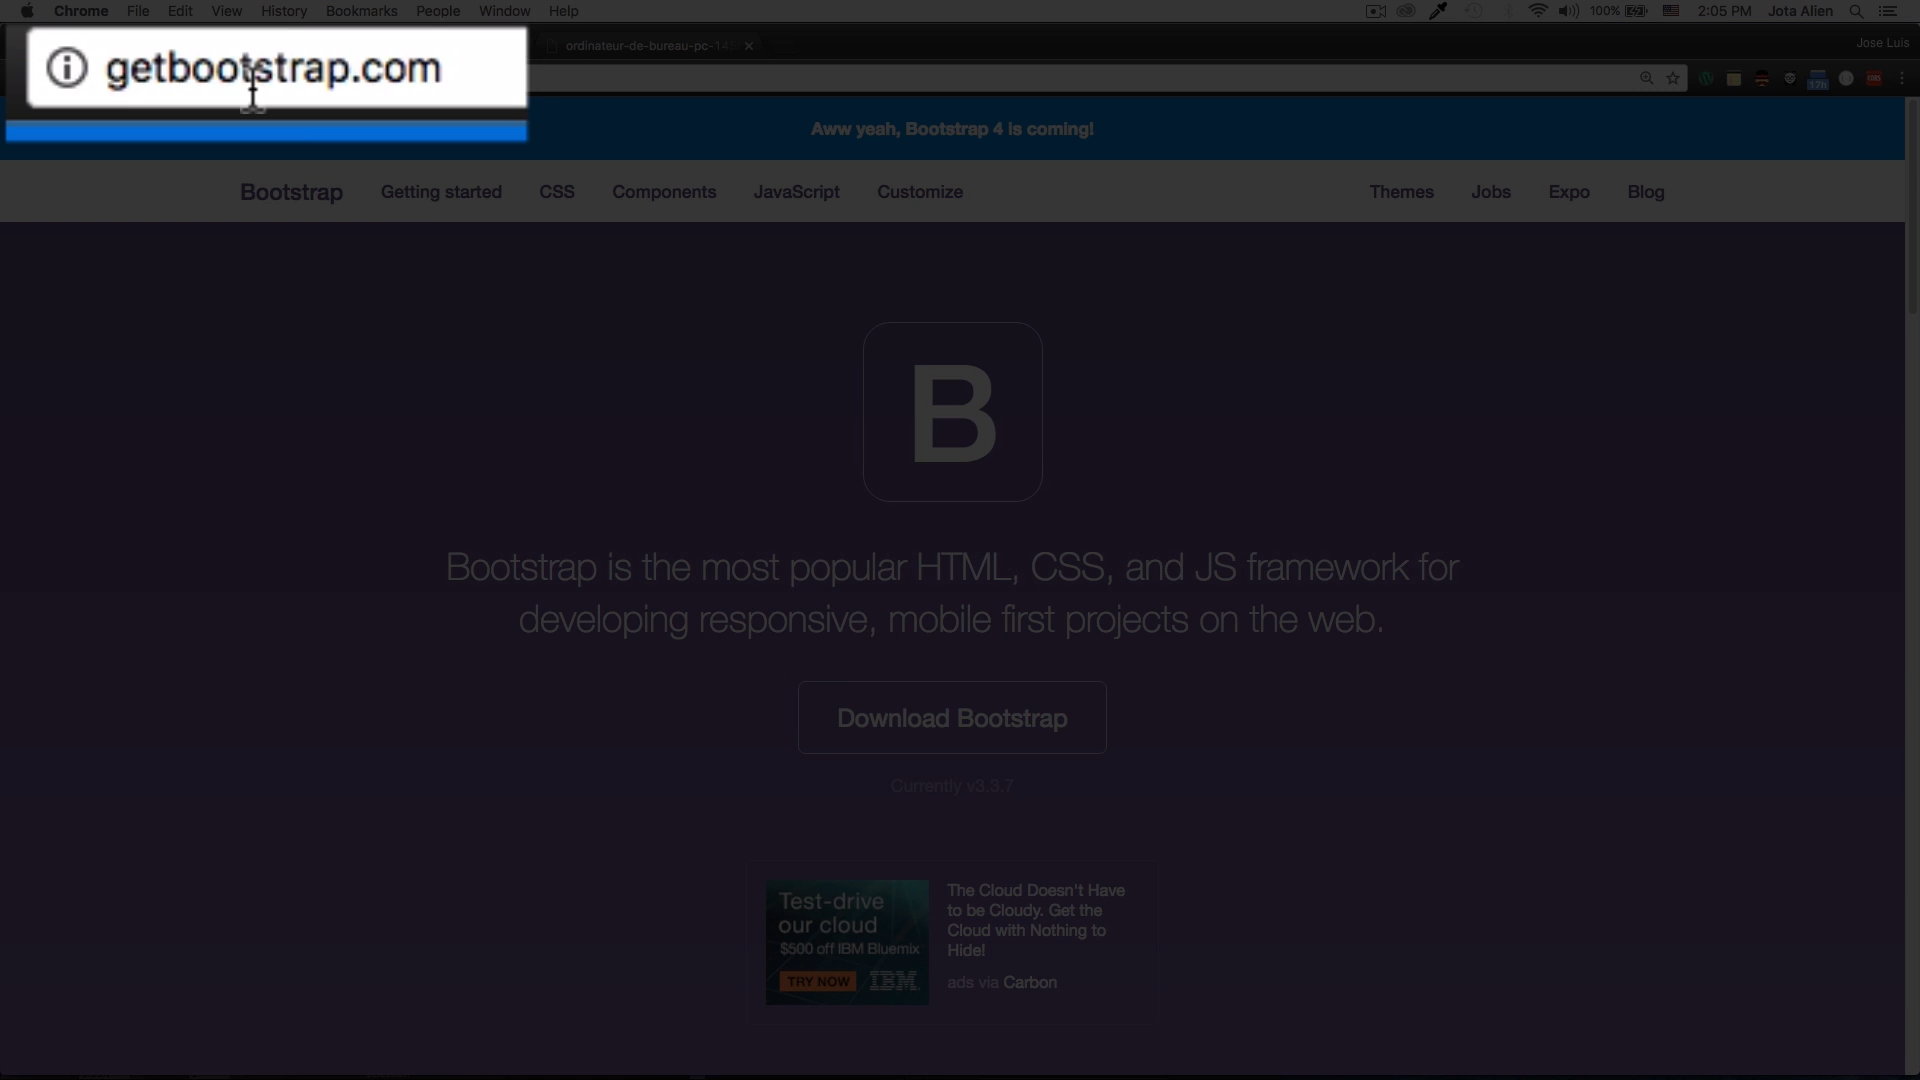 Chrome File Edit View History Bookmarks People Window Help 100% 2:05 PM Jota Alien
ordinateur-de-bureau-pc-14 Jose Luis
getbootstrap.com
17h
Aww yeah, Bootstrap 4 is coming!
Bootstrap Getting started CSS Components JavaScript Customize Themes Jobs Expo Blog
B
Bootstrap is the most popular HTML, CSS, and JS framework for
developing responsive, mobile first projects on the web.
Download Bootstrap
Currently v3.3.7
Test-drive
our cloud
$500 off IBM Bluemix
TRY NOW IBM
The Cloud Doesn't Have
to be Cloudy. Get the
Cloud with Nothing to
Hide!
ads via Carbon